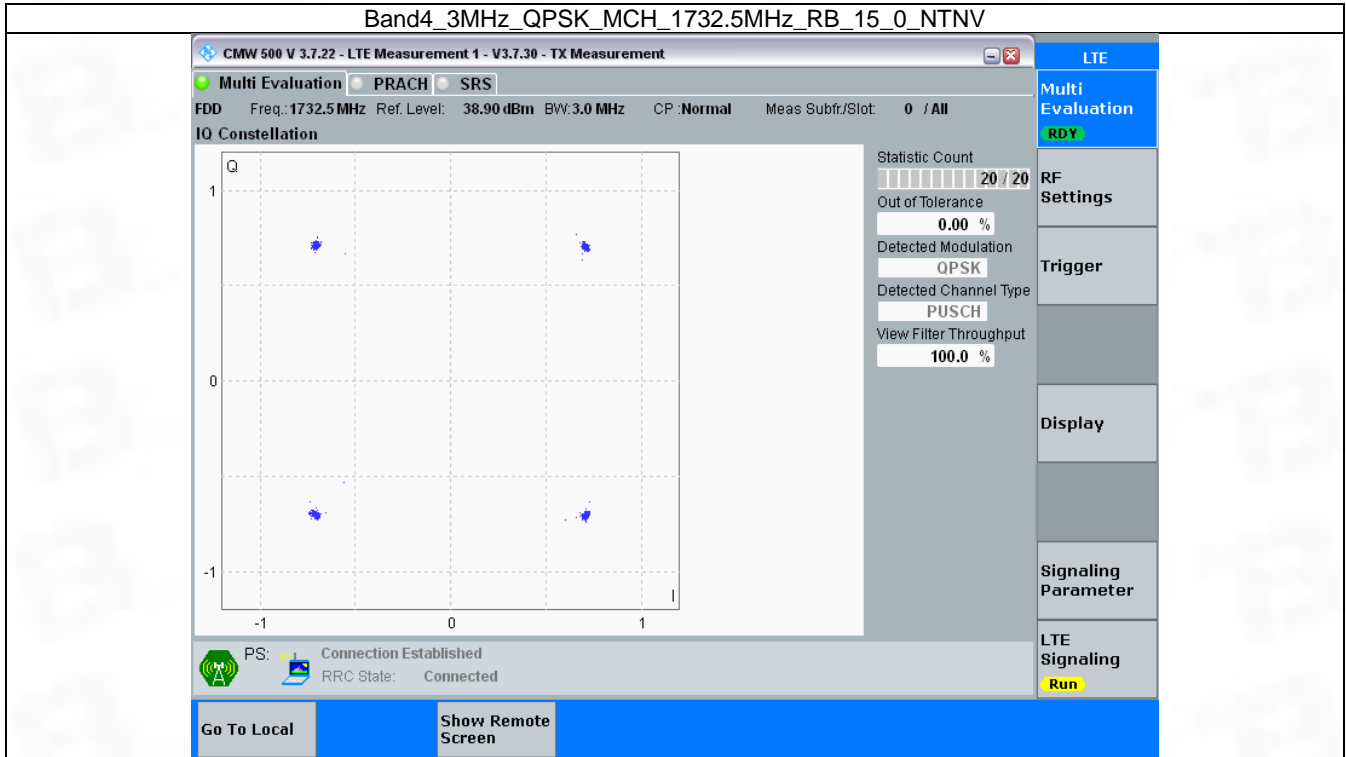 Band4_3MHz_QPSK_MCH_1732.5MHz_RB_15_0_NTNV
CMW 500 V 3.7.22 - LTE Measurement 1 - V3.7.30 - TX Measurement
LTE
Multi Evaluation PRACH SRS
Multi
Evaluation
RDY
FDD Freq.:1732.5 MHz Ref. Level: 38.90 dBm BW:3.0 MHz CP :Normal Meas Subfr./Slot: 0 / All
IQ Constellation
Q
1
0
-1
I
-1 0 1
Statistic Count
20 / 20
Out of Tolerance
0.00 %
Detected Modulation
QPSK
Detected Channel Type
PUSCH
View Filter Throughput
100.0 %
RF
Settings
Trigger
Display
Signaling
Parameter
LTE
Signaling
Run
PS: Connection Established
RRC State: Connected
Go To Local
Show Remote
Screen